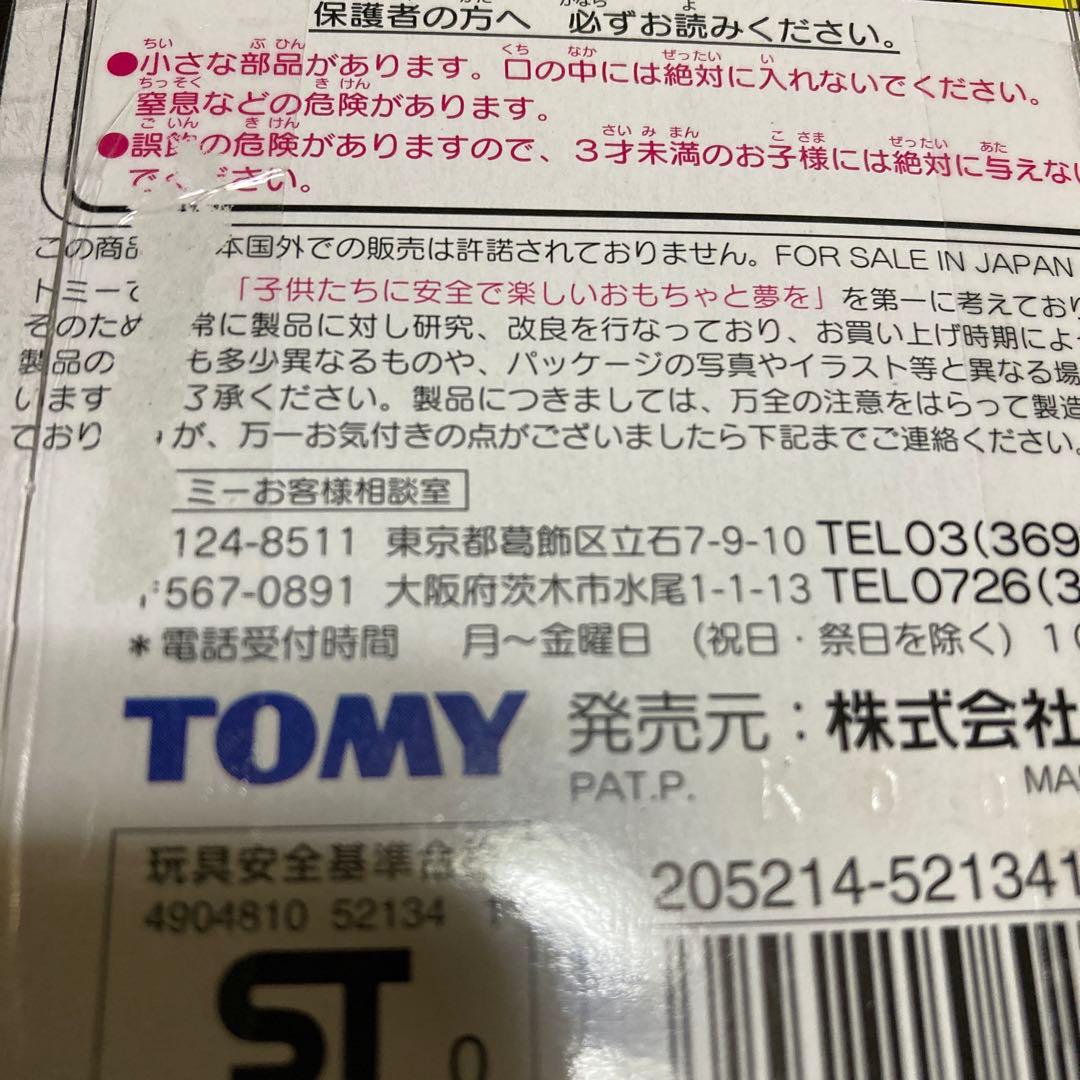 保護者の方へ 必ずお読みください。
●小さな部品があります。口の中には絶対に入れないでください。
窒息などの危険があります。
●誤飲の危険がありますので、3才未満のお子様には絶対に与えない
でください。
この商品 本国外での販売は許諾されておりません。FOR SALE IN JAPAN
トミーで 「子供たちに安全で楽しいおもちゃと夢を」を第一に考えており
そのため 常に製品に対し研究、改良を行なっており、お買い上げ時期によっ
製品の も多少異なるものや、パッケージの写真やイラスト等と異なる場
います 了承ください。製品につきましては、万全の注意をはらって製造
ており が、万一お気付きの点がございましたら下記までご連絡ください。
ミーお客様相談室
124-8511 東京都葛飾区立石7-9-10 TEL03(369
567-0891 大阪府茨木市水尾1-1-13 TEL0726(3
*電話受付時間 月~金曜日 (祝日・祭日を除く) 1
TOMY 発売元:株式会社
PAT.P. MA
玩具安全基準合
4904810 52134
205214-521341
ST